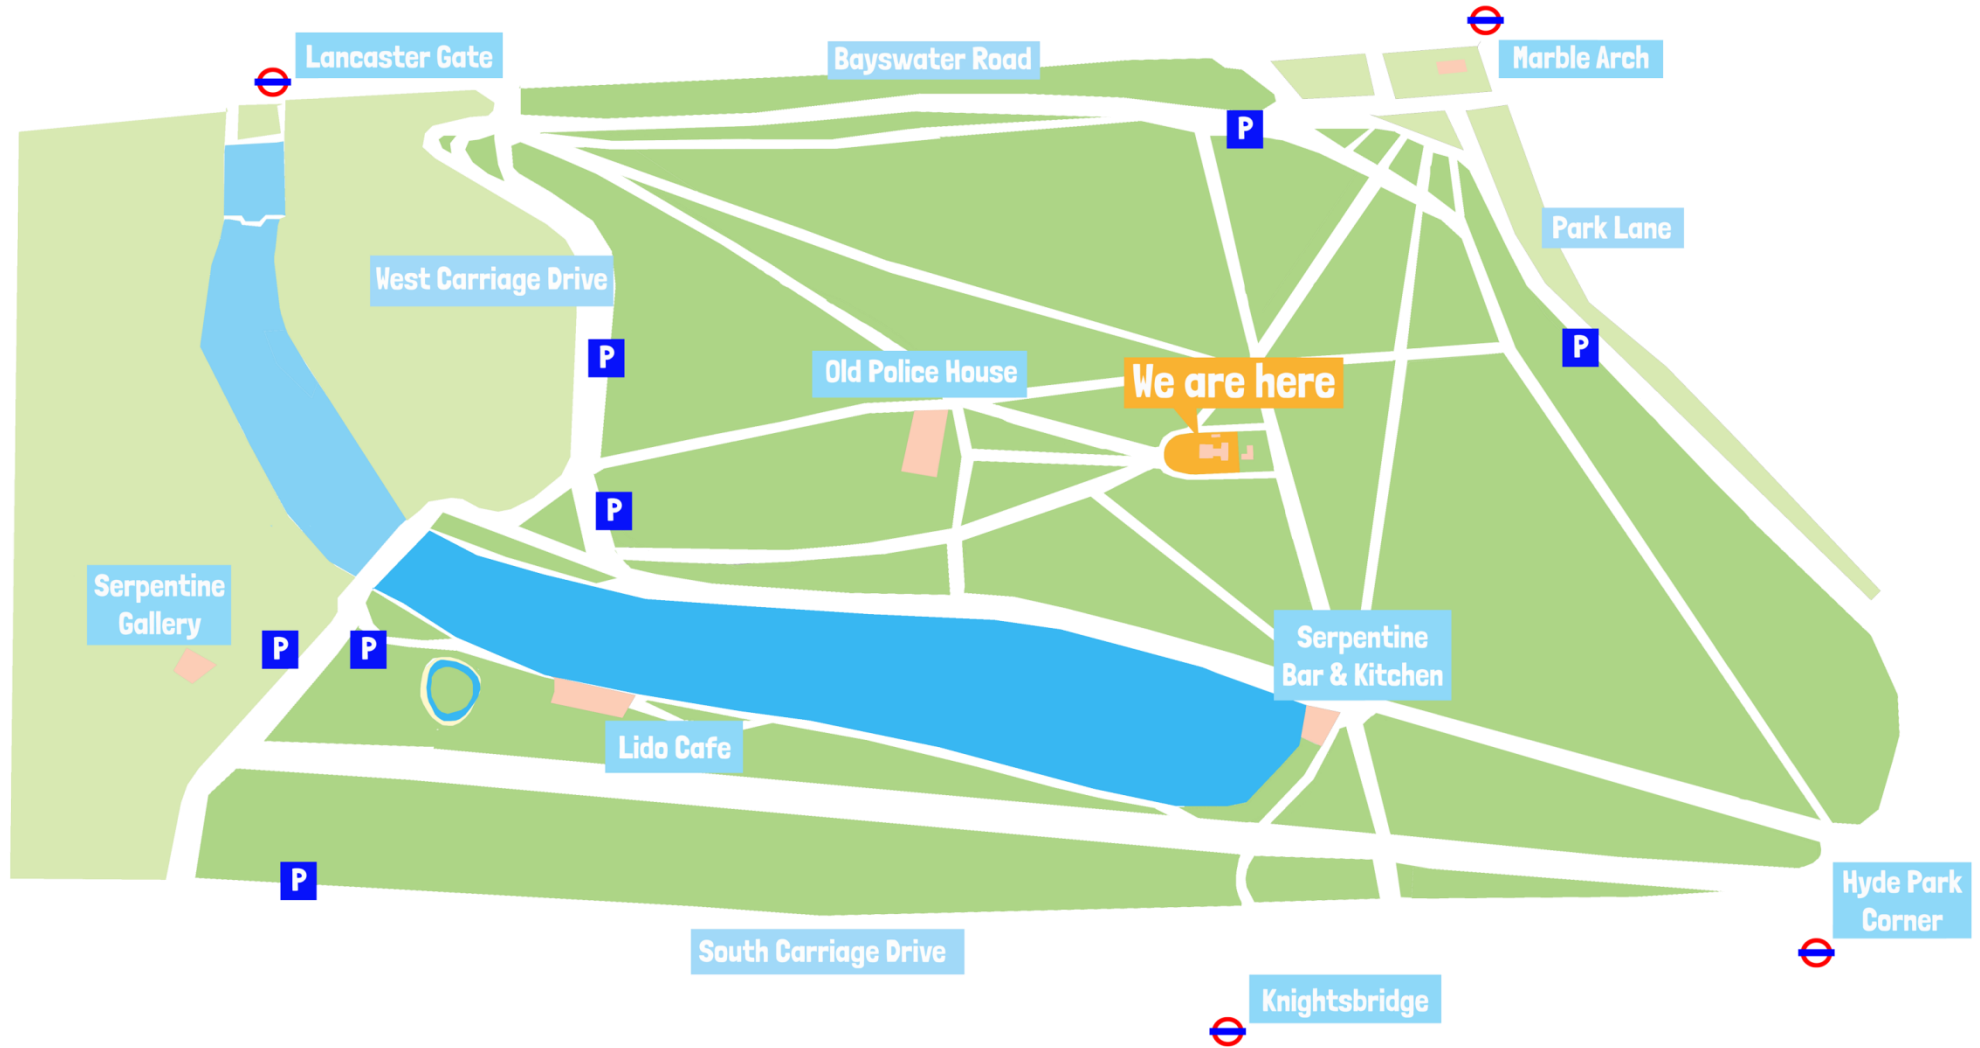 Lancaster Gate
Bayswater Road
Marble Arch
P
Park Lane
West Carriage Drive
P
P
Old Police House
We are here
P
Serpentine
Gallery
P
P
Serpentine
Bar & Kitchen
Lido Cafe
P
Hyde Park
Corner
South Carriage Drive
Knightsbridge